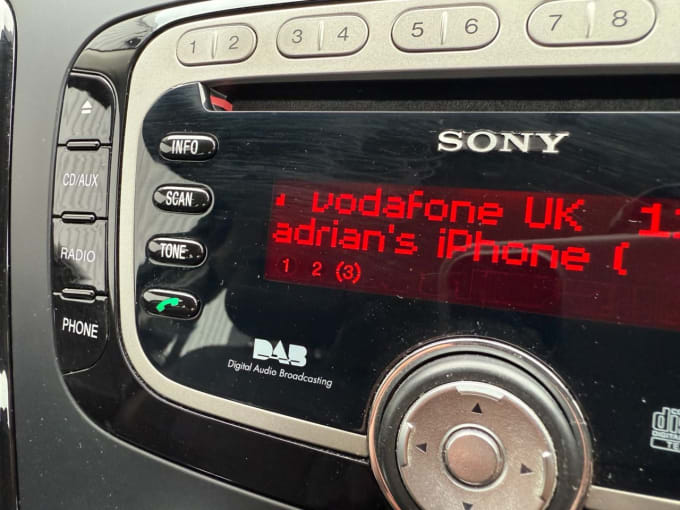 1 2
3 4
5 6
7 8
SONY
INFO
SCAN
TONE
CD/AUX
RADIO
PHONE
vodafone UK
adrian's iPhone (
1 2 (3)
DAB
Digital Audio Broadcasting